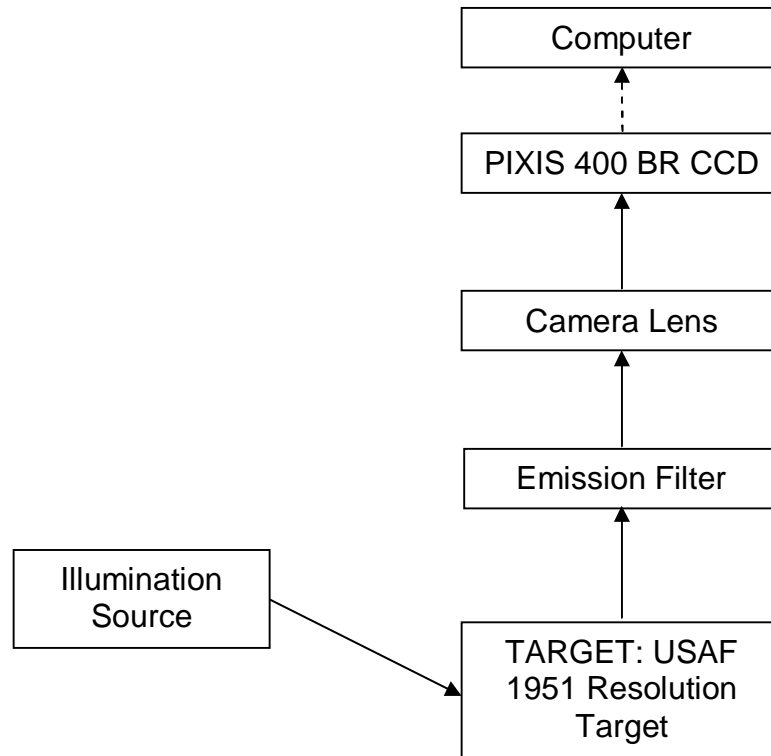 Computer
PIXIS 400 BR CCD
Camera Lens
Emission Filter
Illumination
Source
TARGET: USAF
1951 Resolution
Target